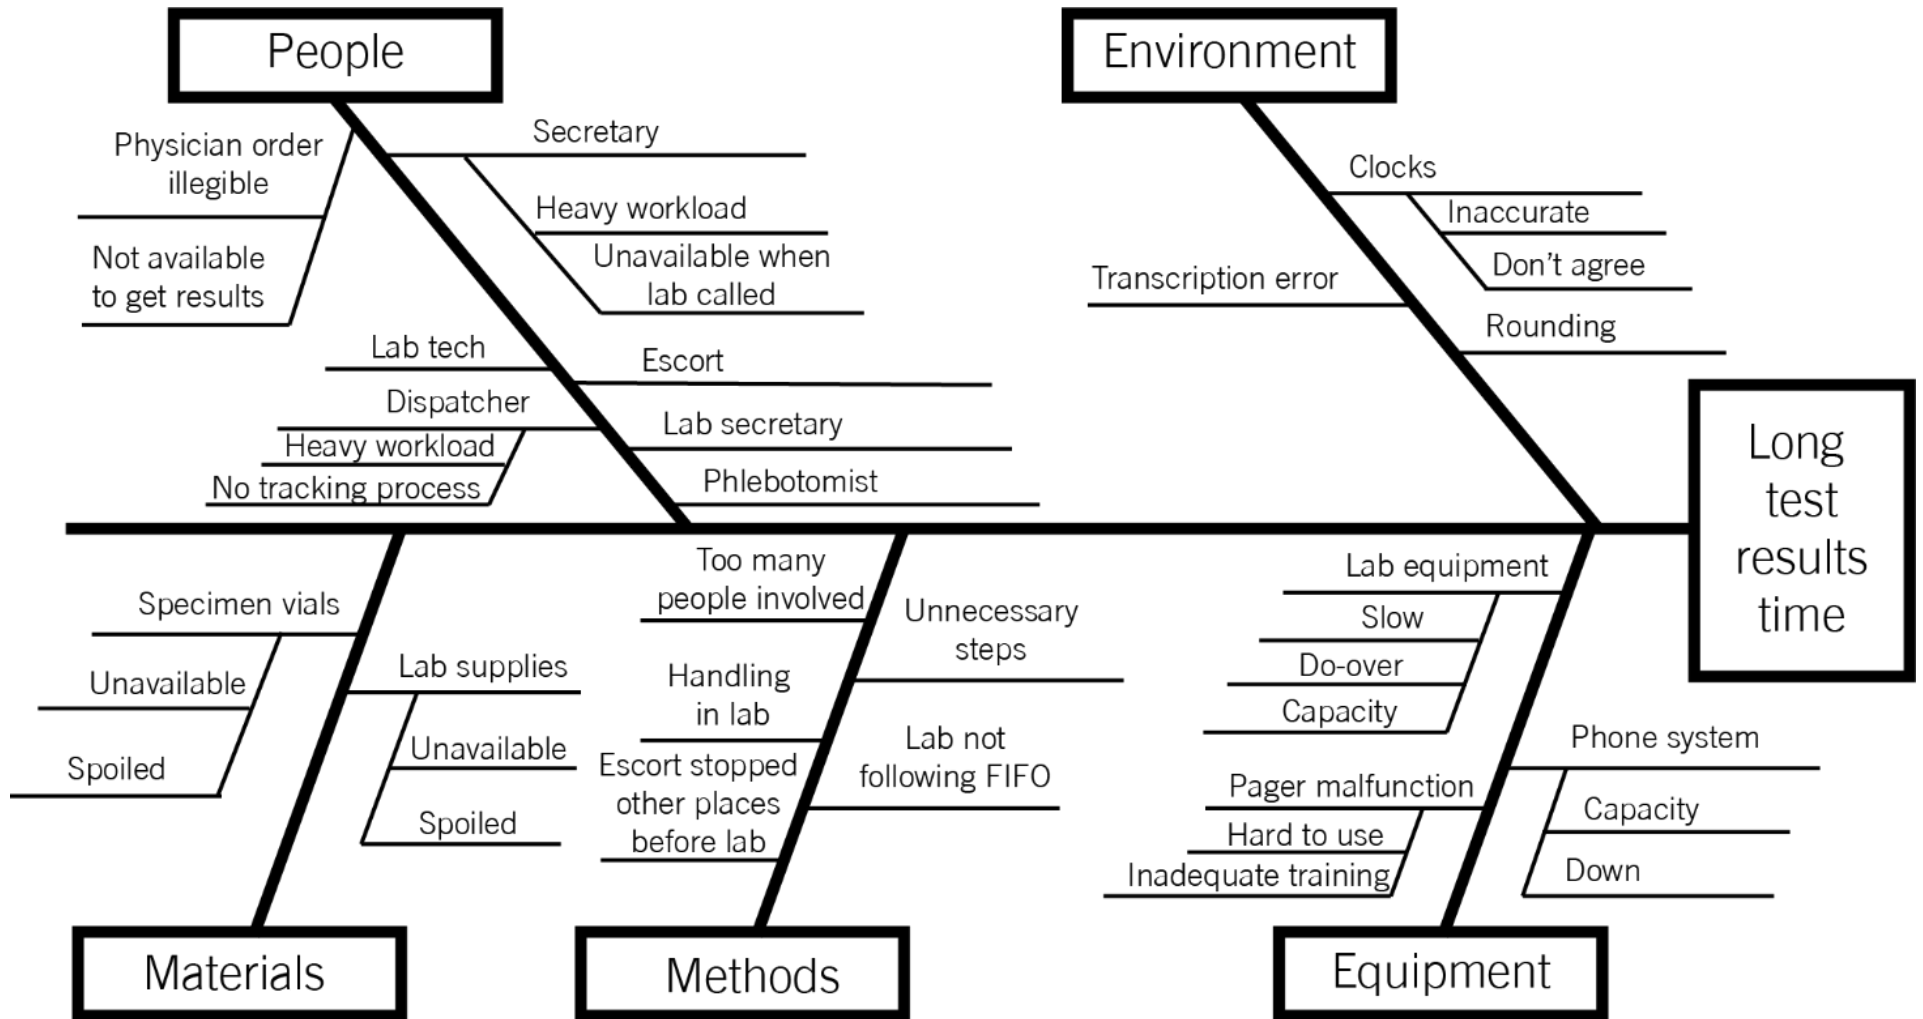 People
Environment
Physician order
illegible
Not available
to get results
Secretary
Heavy workload
Unavailable when
lab called
Lab tech
Escort
Dispatcher
Heavy workload
No tracking process
Lab secretary
Phlebotomist
Clocks
Inaccurate
Don't agree
Transcription error
Rounding
Long
test
results
time
Specimen vials
Unavailable
Spoiled
Lab supplies
Unavailable
Spoiled
Too many
people involved
Handling
in lab
Escort stopped
other places
before lab
Unnecessary
steps
Lab not
following FIFO
Lab equipment
Slow
Do-over
Capacity
Pager malfunction
Hard to use
Inadequate training
Phone system
Capacity
Down
Materials
Methods
Equipment